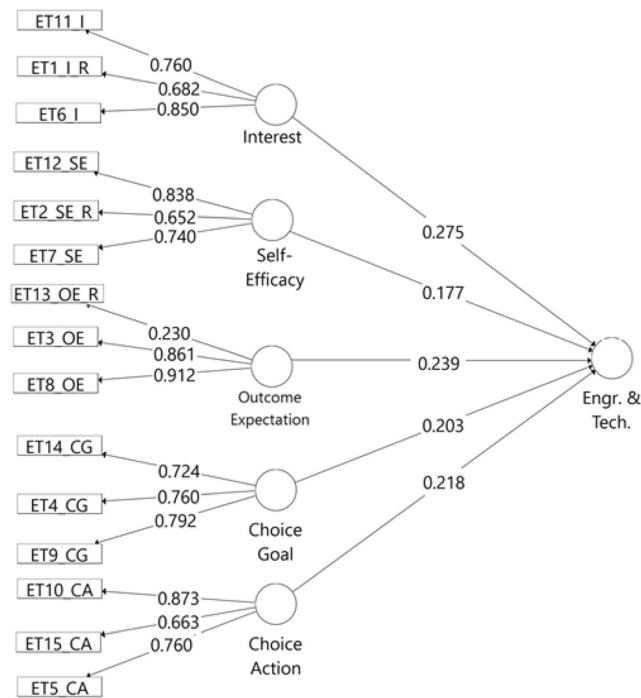 ET11_I
0.760
ET1_I_R
0.682
ET6_I
0.850
Interest
ET12_SE
0.838
ET2_SE_R
0.652
ET7_SE
0.740
Self-
Efficacy
ET13_OE_R
0.230
ET3_OE
0.861
ET8_OE
0.912
Outcome
Expectation
ET14_CG
0.724
ET4_CG
0.760
ET9_CG
0.792
Choice
Goal
ET10_CA
0.873
ET15_CA
0.663
ET5_CA
0.760
Choice
Action
0.275
0.177
0.239
0.203
0.218
Engr. &
Tech.